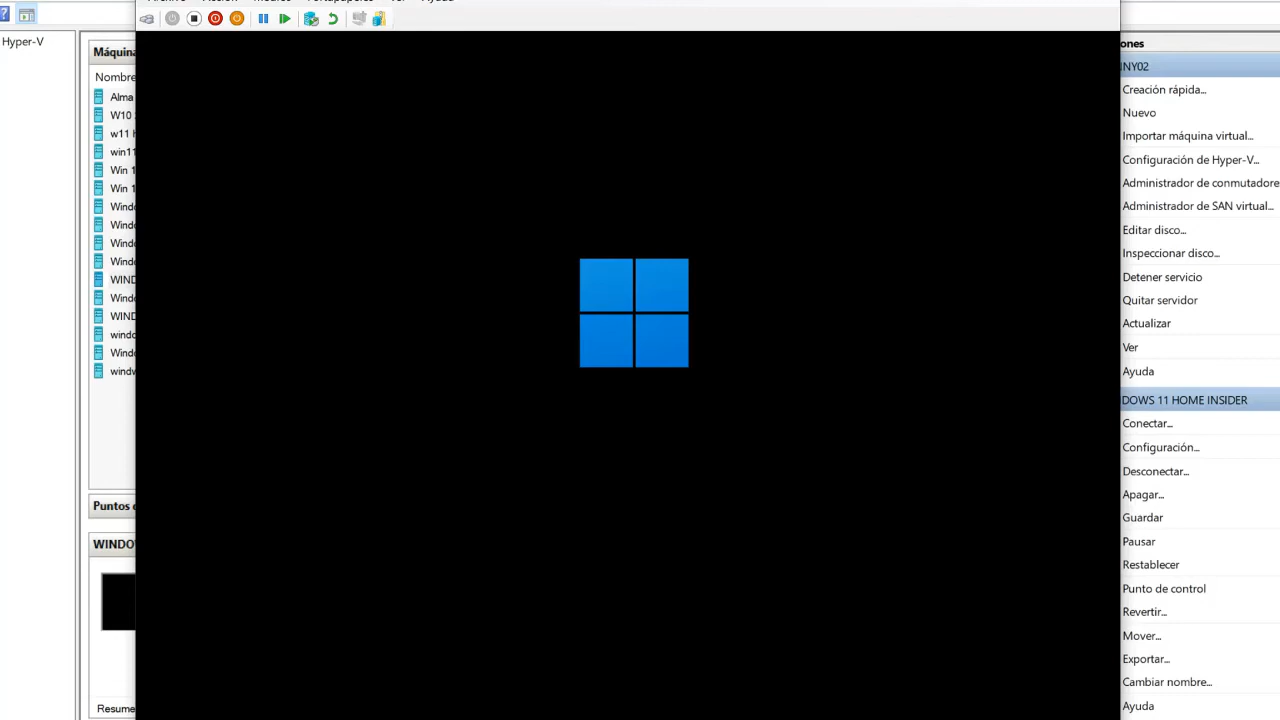 Hyper-V
Máquina
Nombre
Alma
W10
w11
win11
Win 1
Win 1
Windo
Windo
Windo
Windo
WIND
Windo
WIND
windo
Windo
windw
Puntos
WINDO
Resume
ones
NY02
Creación rápida...
Nuevo
Importar máquina virtual...
Configuración de Hyper-V...
Administrador de conmutadore
Administrador de SAN virtual...
Editar disco...
Inspeccionar disco...
Detener servicio
Quitar servidor
Actualizar
Ver
Ayuda
DOWS 11 HOME INSIDER
Conectar...
Configuración...
Desconectar...
Apagar...
Guardar
Pausar
Restablecer
Punto de control
Revertir...
Mover...
Exportar...
Cambiar nombre...
Ayuda